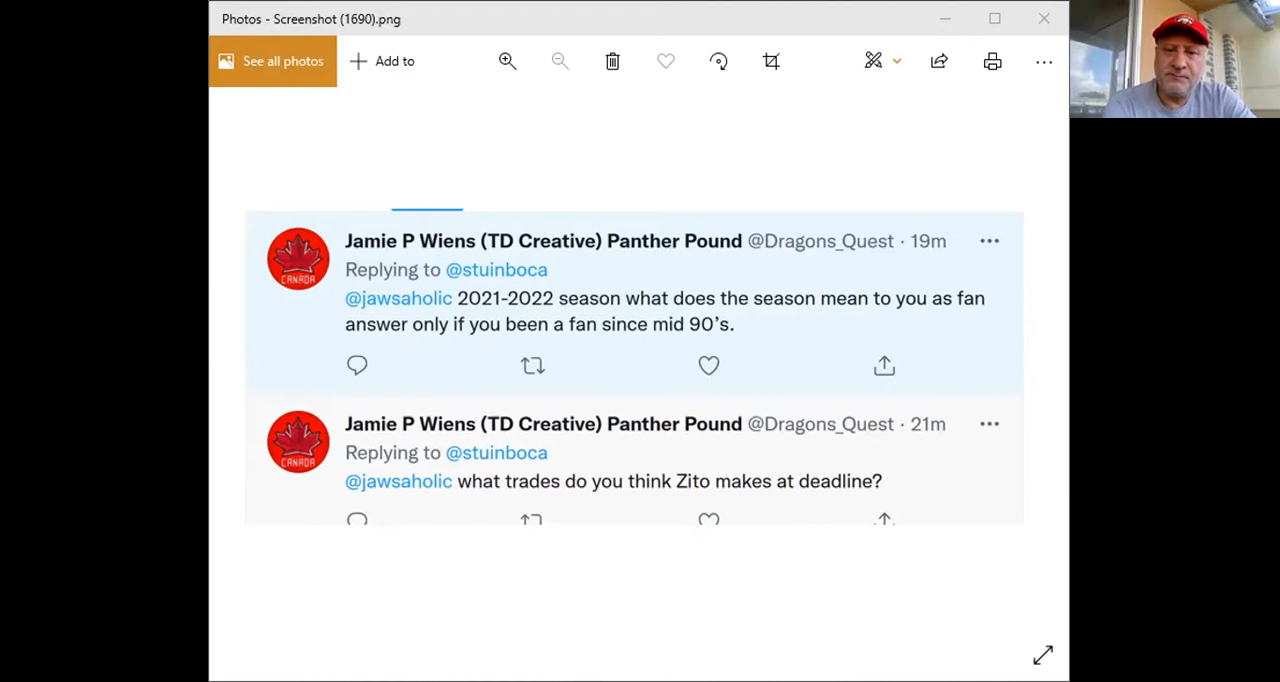 Photos - Screenshot (1690).png
See all photos
Add to
Jamie P Wiens (TD Creative) Panther Pound @Dragons_Quest · 19m
Replying to @stuinboca
@jawsaholic 2021-2022 season what does the season mean to you as fan
answer only if you been a fan since mid 90's.
CANADA
Jamie P Wiens (TD Creative) Panther Pound @Dragons_Quest · 21m
Replying to @stuinboca
@jawsaholic what trades do you think Zito makes at deadline?
CANADA